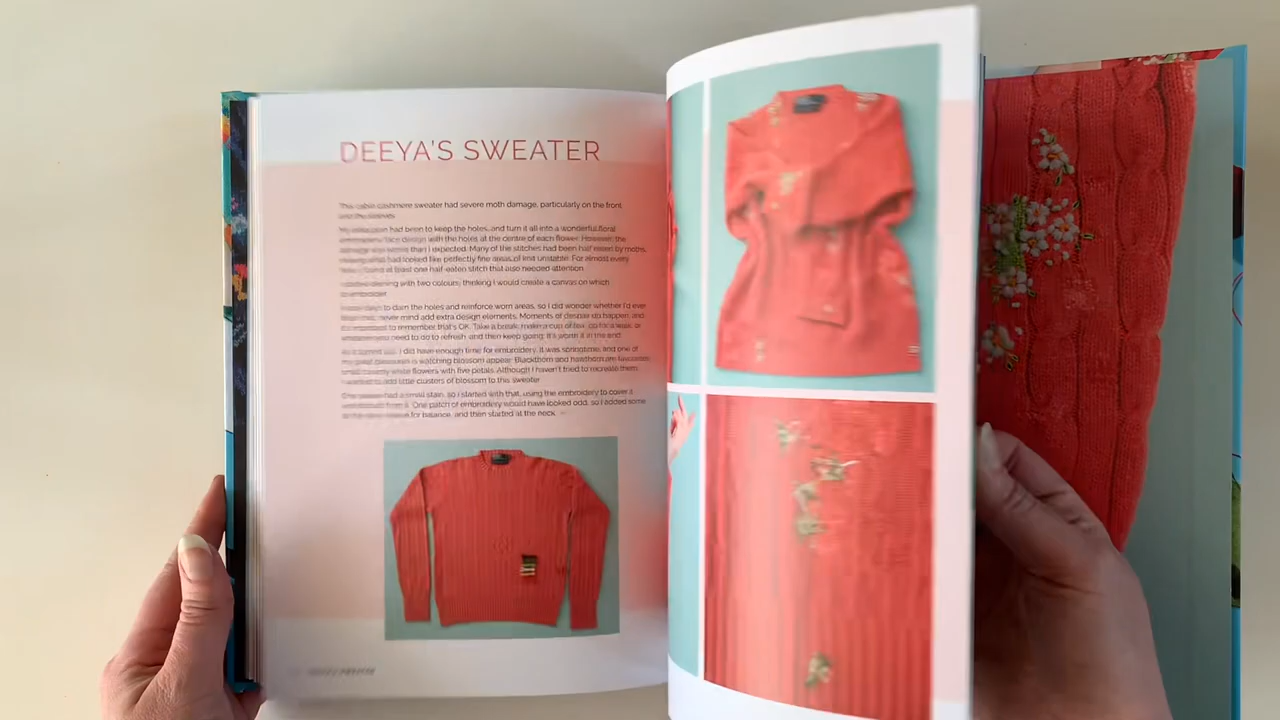 DEEYA'S SWEATER
This cable cashmere sweater had severe moth damage, particularly on the front
and the sleeves.
My intention had been to keep the holes, and turn it all into a wonderful floral
embroidery/lace design with the holes at the centre of each flower. However, the
damage was worse than I expected. Many of the stitches had been half eaten by moths,
making what had looked like perfectly fine areas of knit unstable. For almost every
hole I found at least one half-eaten stitch that also needed attention.
I started darning with two colours, thinking I would create a canvas on which
to embroider.
to darn the holes and reinforce worn areas, so I did wonder whether I'd ever
never mind add extra design elements. Moments of despair do happen, and
it's important to remember that's OK. Take a break, make a cup of tea, go for a walk, or
whatever you need to do to refresh, and then keep going. It's worth it in the end.
As it turned out, I did have enough time for embroidery. It was springtime, and one of
my great pleasures is watching blossom appear. Blackthorn and hawthorn are favourites:
small, white flowers with five petals. Although I haven't tried to recreate them,
I wanted to add little clusters of blossom to this sweater.
had a small stain, so I started with that, using the embroidery to cover it
One patch of embroidery would have looked odd, so I added some
for balance, and then started at the neck.